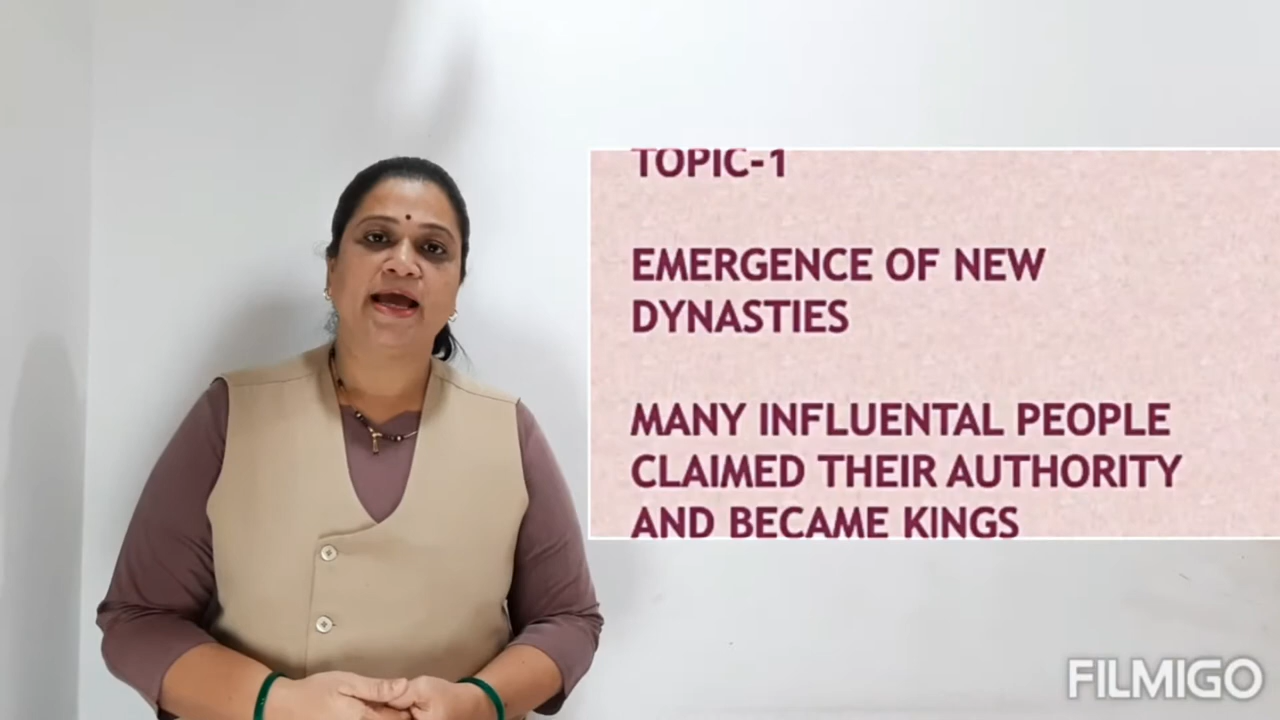 TOPIC-1
EMERGENCE OF NEW
DYNASTIES
MANY INFLUENTAL PEOPLE
CLAIMED THEIR AUTHORITY
AND BECAME KINGS
FILMIGO